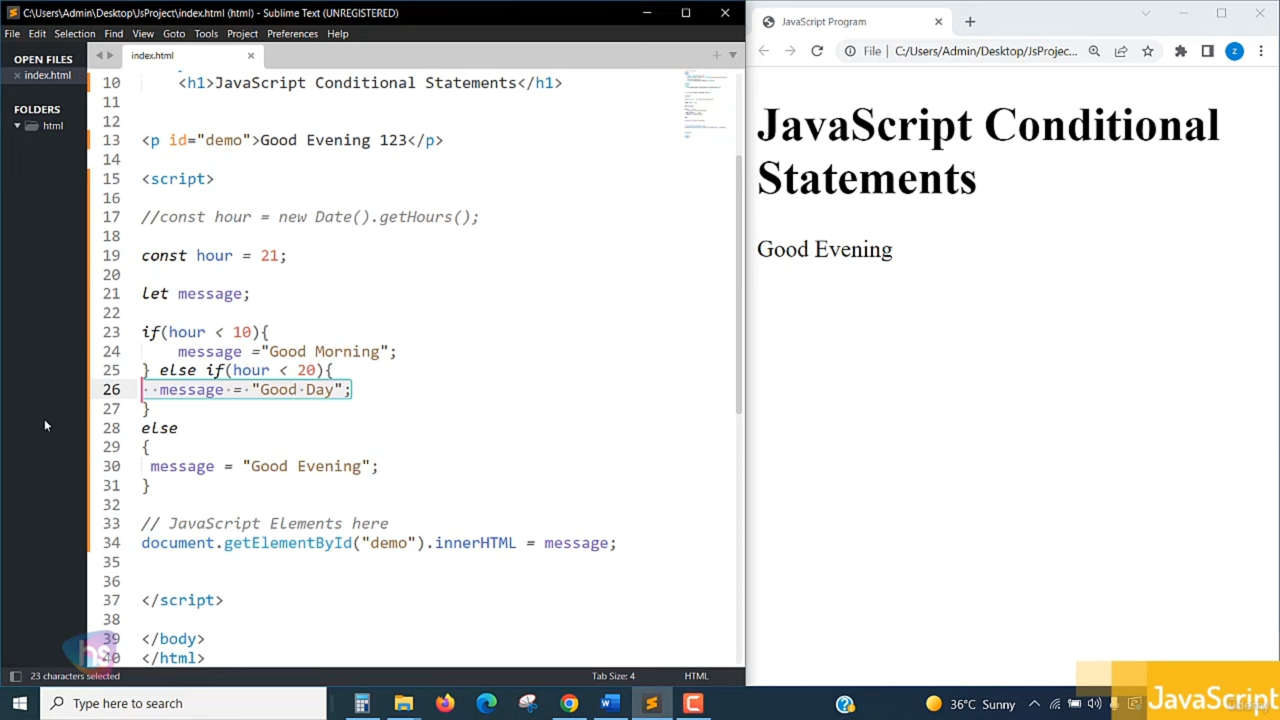 C:\Users\Admin\Desktop\JsProject\index.html (html) - Sublime Text (UNREGISTERED)
File Edit Selection Find View Goto Tools Project Preferences Help
OPEN FILES
index.html
FOLDERS
html
index.html
10 <h1>JavaScript Conditional Statements</h1>
11
12
13 <p id="demo"Good Evening 123</p>
14
15 <script>
16
17 //const hour = new Date().getHours();
18
19 const hour = 21;
20
21 let message;
22
23 if(hour < 10){
24 message ="Good Morning";
25 } else if(hour < 20){
26 message = "Good Day";
27 }
28 else
29 {
30 message = "Good Evening";
31 }
32
33 // JavaScript Elements here
34 document.getElementById("demo").innerHTML = message;
35
36
37 </script>
38
39 </body>
40 </html>
23 characters selected
Tab Size: 4
HTML
JavaScript Program
File C:/Users/Admin/Desktop/JsProjec...
z
JavaScript Conditional
Statements
Good Evening
hs
Type here to search
36°C Sunny
JavaScript